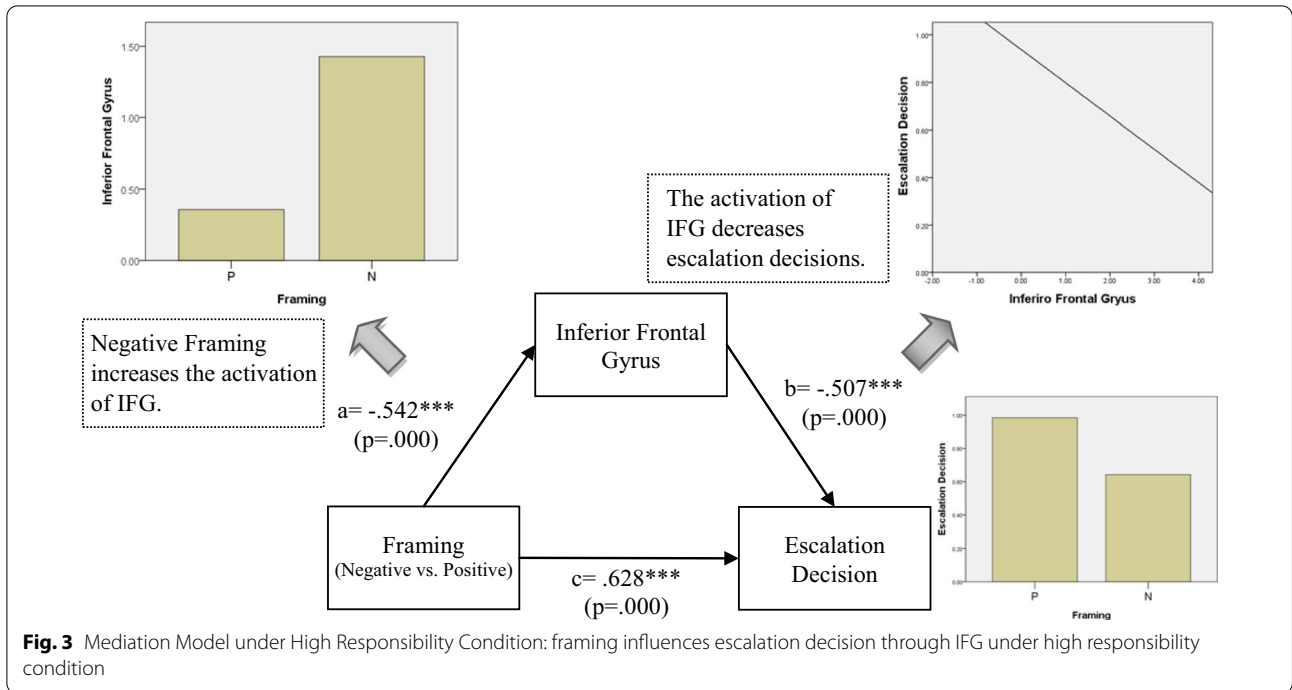 1.50
1.00
0.50
0.00
Inferior Frontal Gyrus
P
N
Framing
1.00
0.80
0.60
0.40
0.20
0.00
Escalation Decision
-2.00
-1.00
0.00
1.00
2.00
3.00
4.00
Inferiro Frontal Gryus
The activation of
IFG decreases
escalation decisions.
Negative Framing
increases the activation
of IFG.
Inferior Frontal
Gyrus
a= -.542***
(p=.000)
b= -.507***
(p=.000)
1.00
0.80
0.60
0.40
0.20
0.00
Escalation Decision
P
N
Framing
Framing
(Negative vs. Positive)
c= .628***
(p=.000)
Escalation
Decision
Fig. 3 Mediation Model under High Responsibility Condition: framing influences escalation decision through IFG under high responsibility
condition